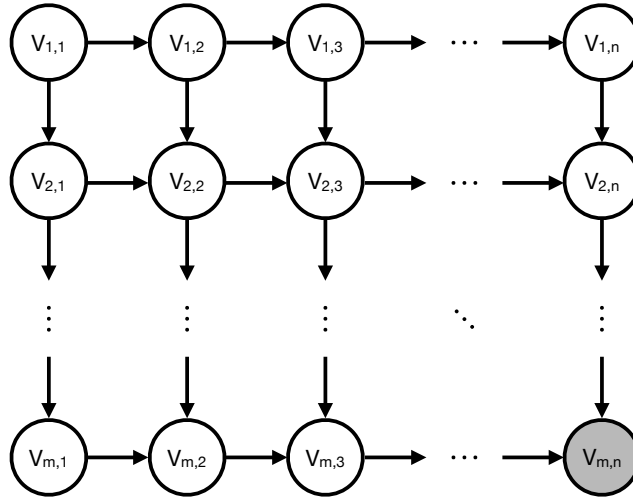 V1,1 V1,2 V1,3 ... V1,n
V2,1 V2,2 V2,3 ... V2,n
Vm,1 Vm,2 Vm,3 ... Vm,n